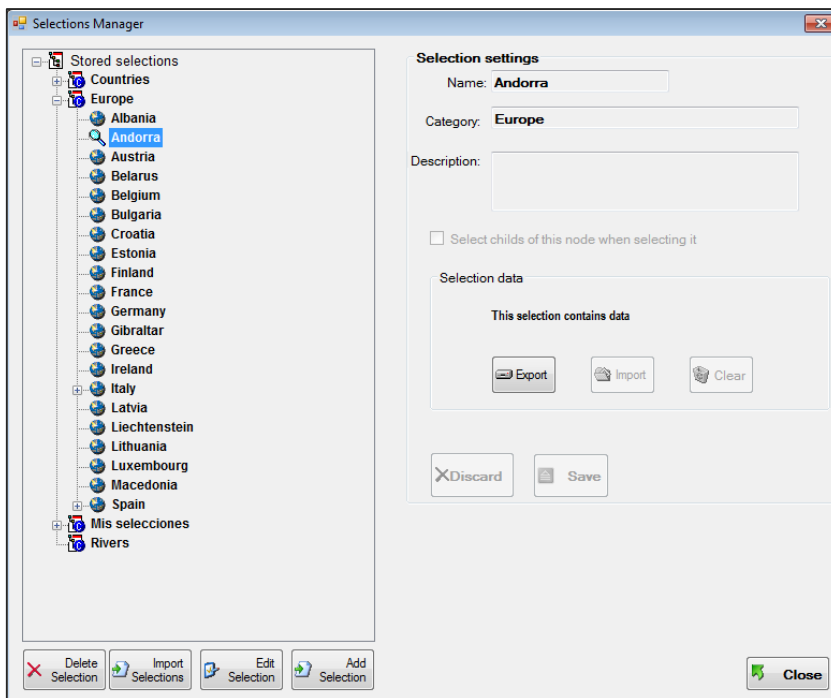 Selections Manager
Stored selections
Countries
Europe
Albania
Andorra
Austria
Belarus
Belgium
Bulgaria
Croatia
Estonia
Finland
France
Germany
Gibraltar
Greece
Ireland
Italy
Latvia
Liechtenstein
Lithuania
Luxembourg
Macedonia
Spain
Mis selecciones
Rivers
Delete
Selection
Import
Selections
Edit
Selection
Add
Selection
Selection settings
Name: Andorra
Category: Europe
Description:
Select childs of this node when selecting it
Selection data
This selection contains data
Export Import Clear
Discard Save
Close